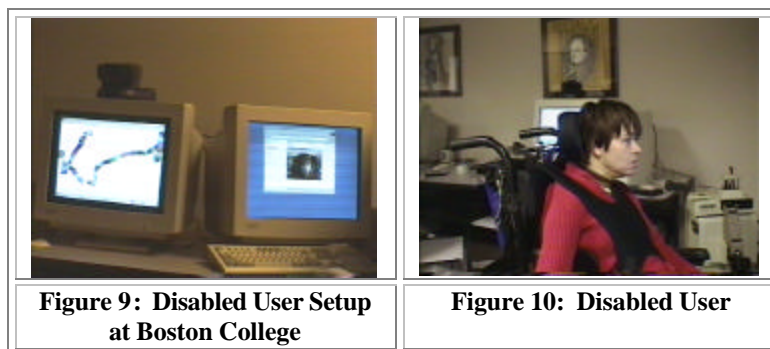 Figure 9: Disabled User Setup
at Boston College
Figure 10: Disabled User